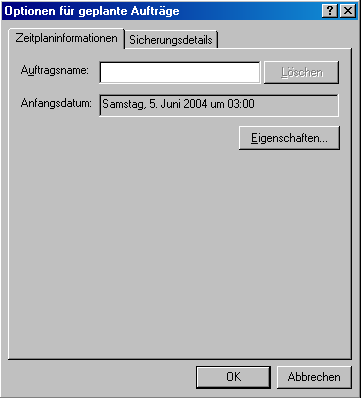 Optionen für geplante Aufträge
Zeitplaninformationen Sicherungsdetails
Auftragsname: Löschen
Anfangsdatum: Samstag, 5. Juni 2004 um 03:00
Eigenschaften...
OK Abbrechen